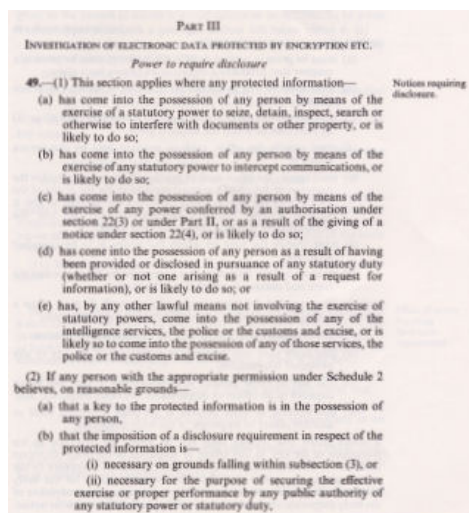 PART III
INVESTIGATION OF ELECTRONIC DATA PROTECTED BY ENCRYPTION ETC.
Power to require disclosure
49.—(1) This section applies where any protected information—
Notices requiring
disclosure.
(a) has come into the possession of any person by means of the
exercise of a statutory power to seize, detain, inspect, search or
otherwise to interfere with documents or other property, or is
likely to do so;
(b) has come into the possession of any person by means of the
exercise of any statutory power to intercept communications, or
is likely to do so;
(c) has come into the possession of any person by means of the
exercise of any power conferred by an authorisation under
section 22(3) or under Part II, or as a result of the giving of a
notice under section 22(4), or is likely to do so;
(d) has come into the possession of any person as a result of having
been provided or disclosed in pursuance of any statutory duty
(whether or not one arising as a result of a request for
information), or is likely to do so; or
(e) has, by any other lawful means not involving the exercise of
statutory powers, come into the possession of any of the
intelligence services, the police or the customs and excise, or is
likely so to come into the possession of any of those services, the
police or the customs and excise.
(2) If any person with the appropriate permission under Schedule 2
believes, on reasonable grounds—
(a) that a key to the protected information is in the possession of
any person,
(b) that the imposition of a disclosure requirement in respect of the
protected information is—
(i) necessary on grounds falling within subsection (3), or
(ii) necessary for the purpose of securing the effective
exercise or proper performance by any public authority of
any statutory power or statutory duty,